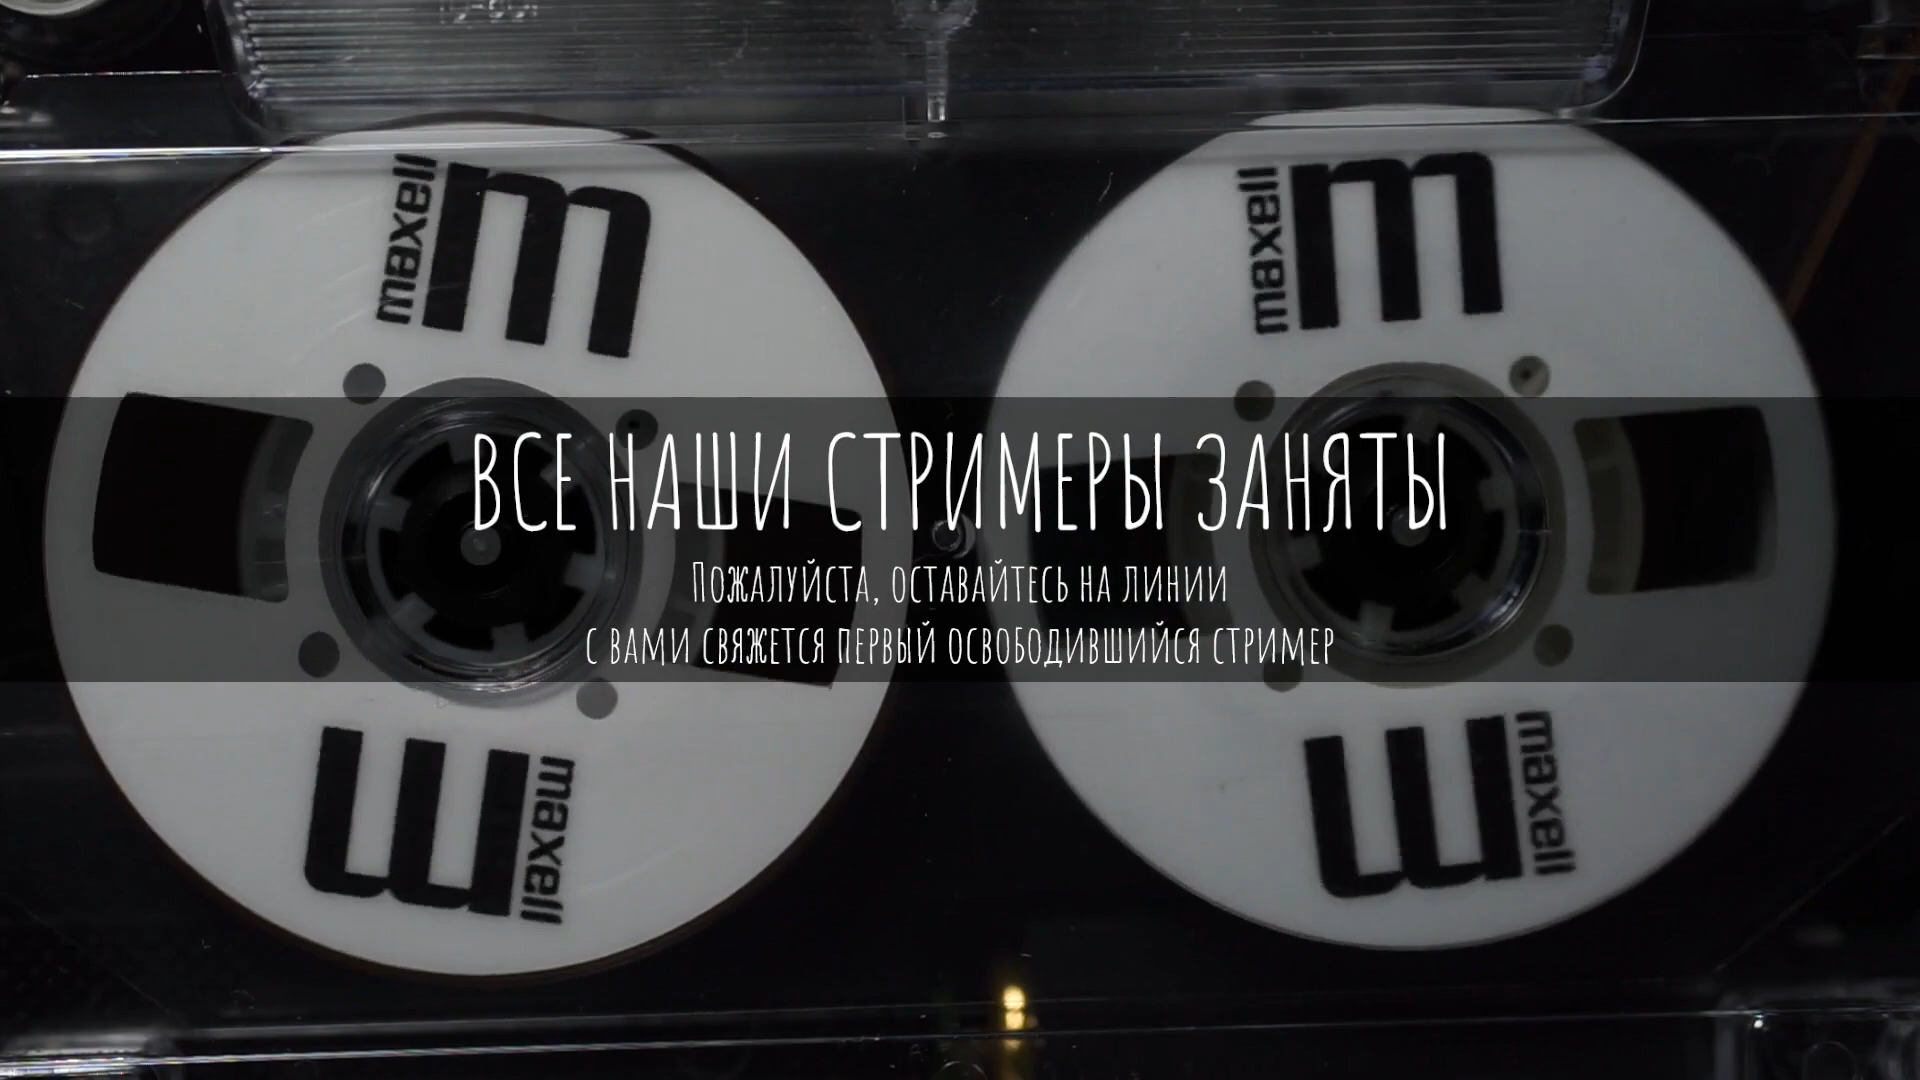 maxell
m
maxell
m
ВСЕ НАШИ СТРИМЕРЫ ЗАНЯТЫ
Пожалуйста, оставайтесь на линии
с вами свяжется первый освободившийся стример
m
maxell
m
maxell